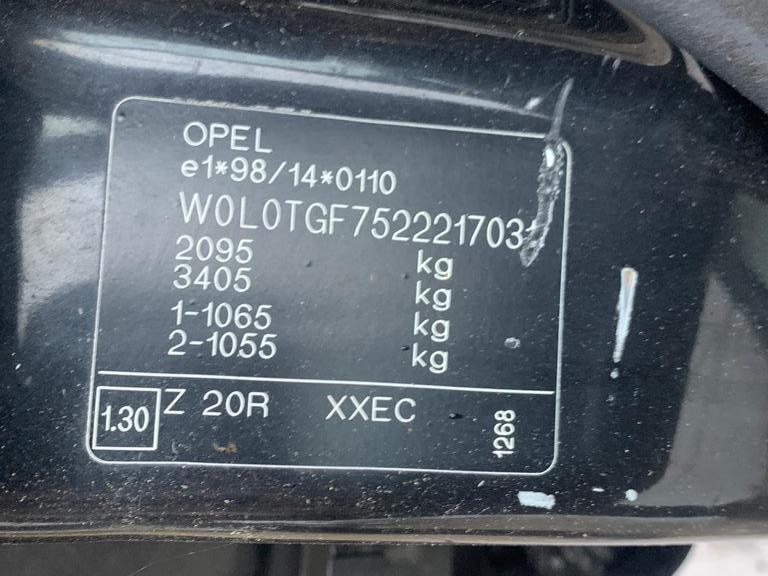 OPEL
e1*98/14*0110
W0L0TGF752221703
2095 kg
3405 kg
1-1065 kg
2-1055 kg
1.30 Z 20R XXEC 1268